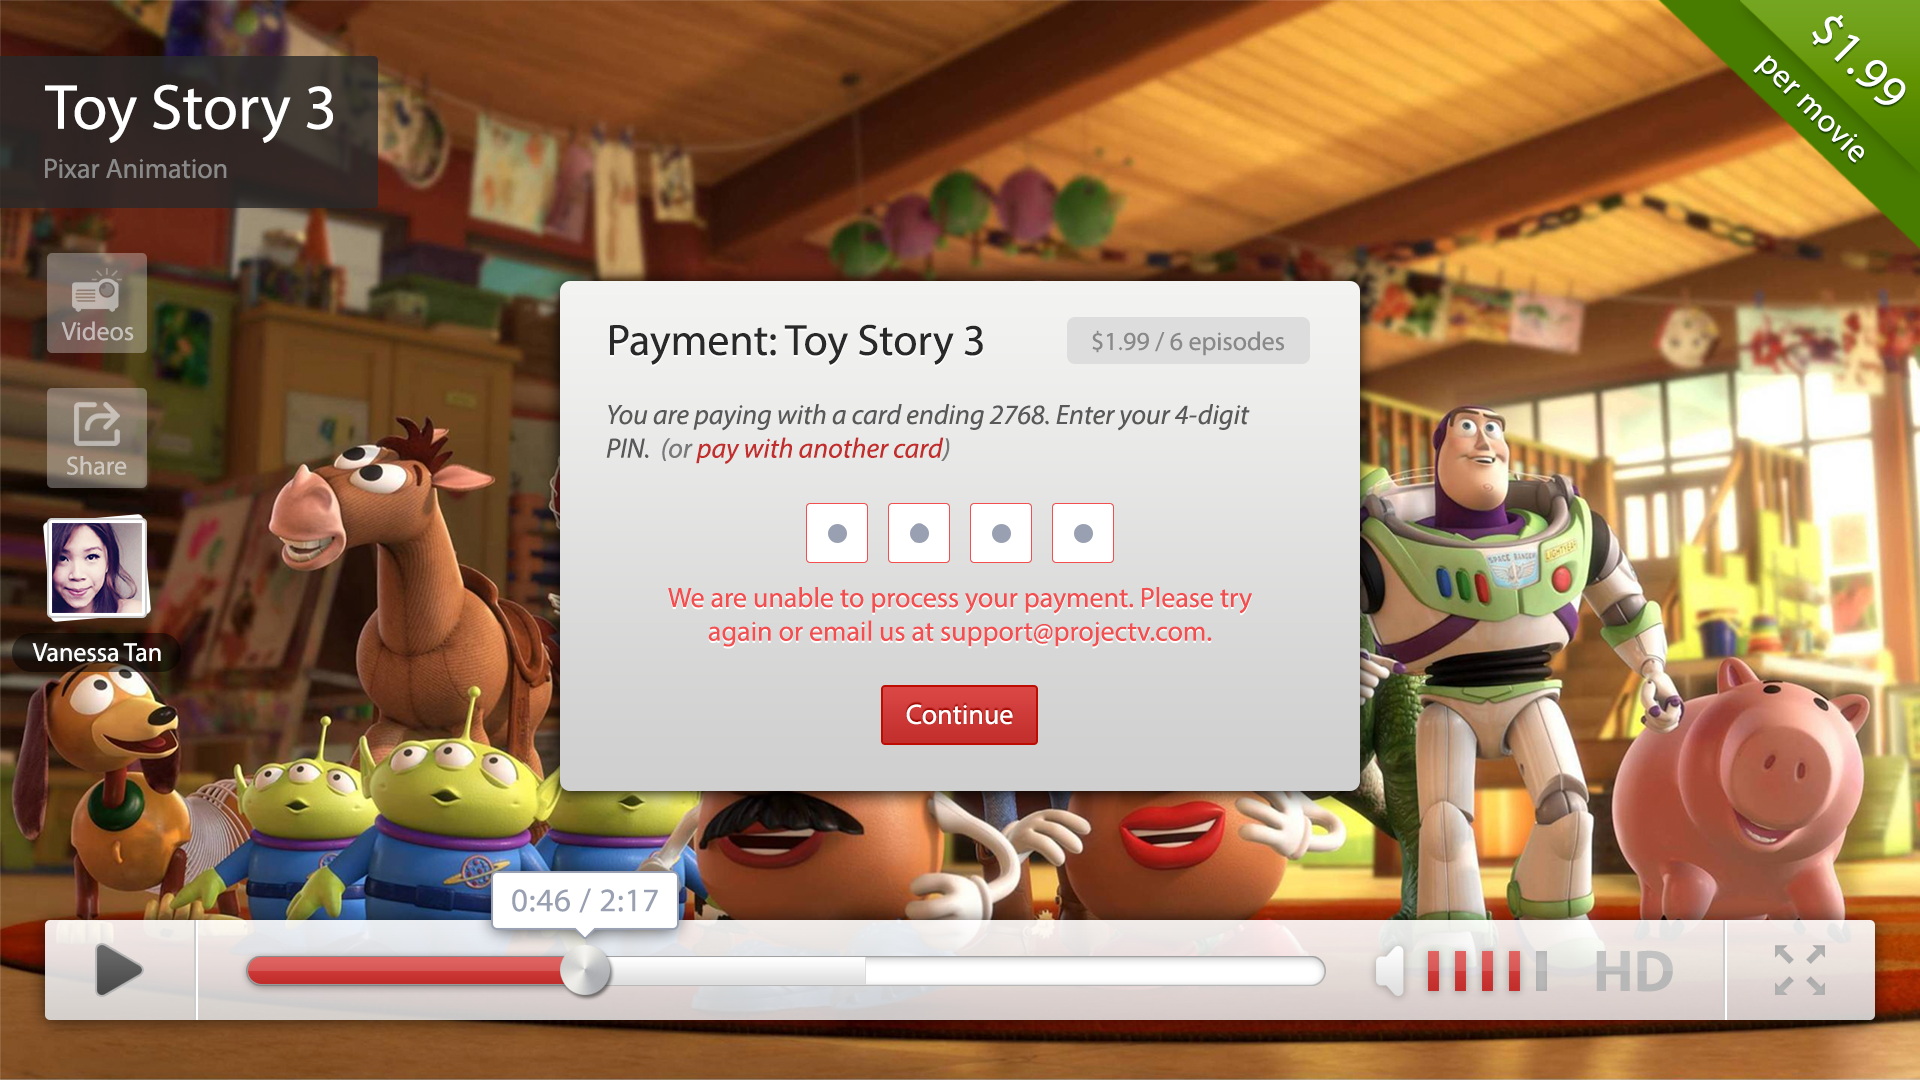 Toy Story 3
Pixar Animation
$1.99
per movie
Videos
Share
Vanessa Tan
Payment: Toy Story 3
$1.99 / 6 episodes
You are paying with a card ending 2768. Enter your 4-digit
PIN. (or pay with another card)
We are unable to process your payment. Please try
again or email us at support@projectv.com.
Continue
SPACE RANGER
LIGHTYEAR
0:46 / 2:17
HD